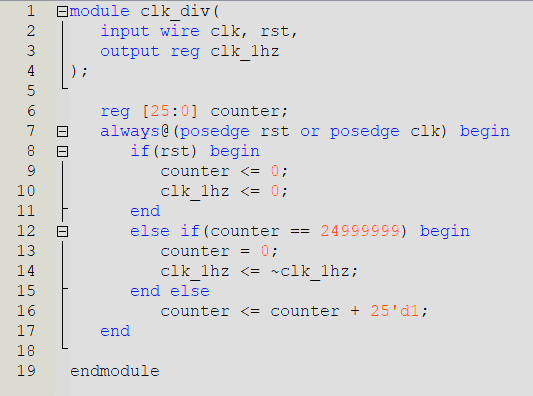 1 module clk_div(
2 input wire clk, rst,
3 output reg clk_1hz
4 );
5
6 reg [25:0] counter;
7 always@(posedge rst or posedge clk) begin
8 if(rst) begin
9 counter <= 0;
10 clk_1hz <= 0;
11 end
12 else if(counter == 24999999) begin
13 counter = 0;
14 clk_1hz <= ~clk_1hz;
15 end else
16 counter <= counter + 25'd1;
17 end
18
19 endmodule